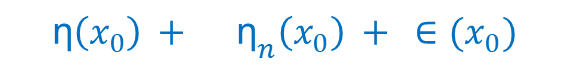 η(x₀) + ηₙ(x₀) + ∈ (x₀)